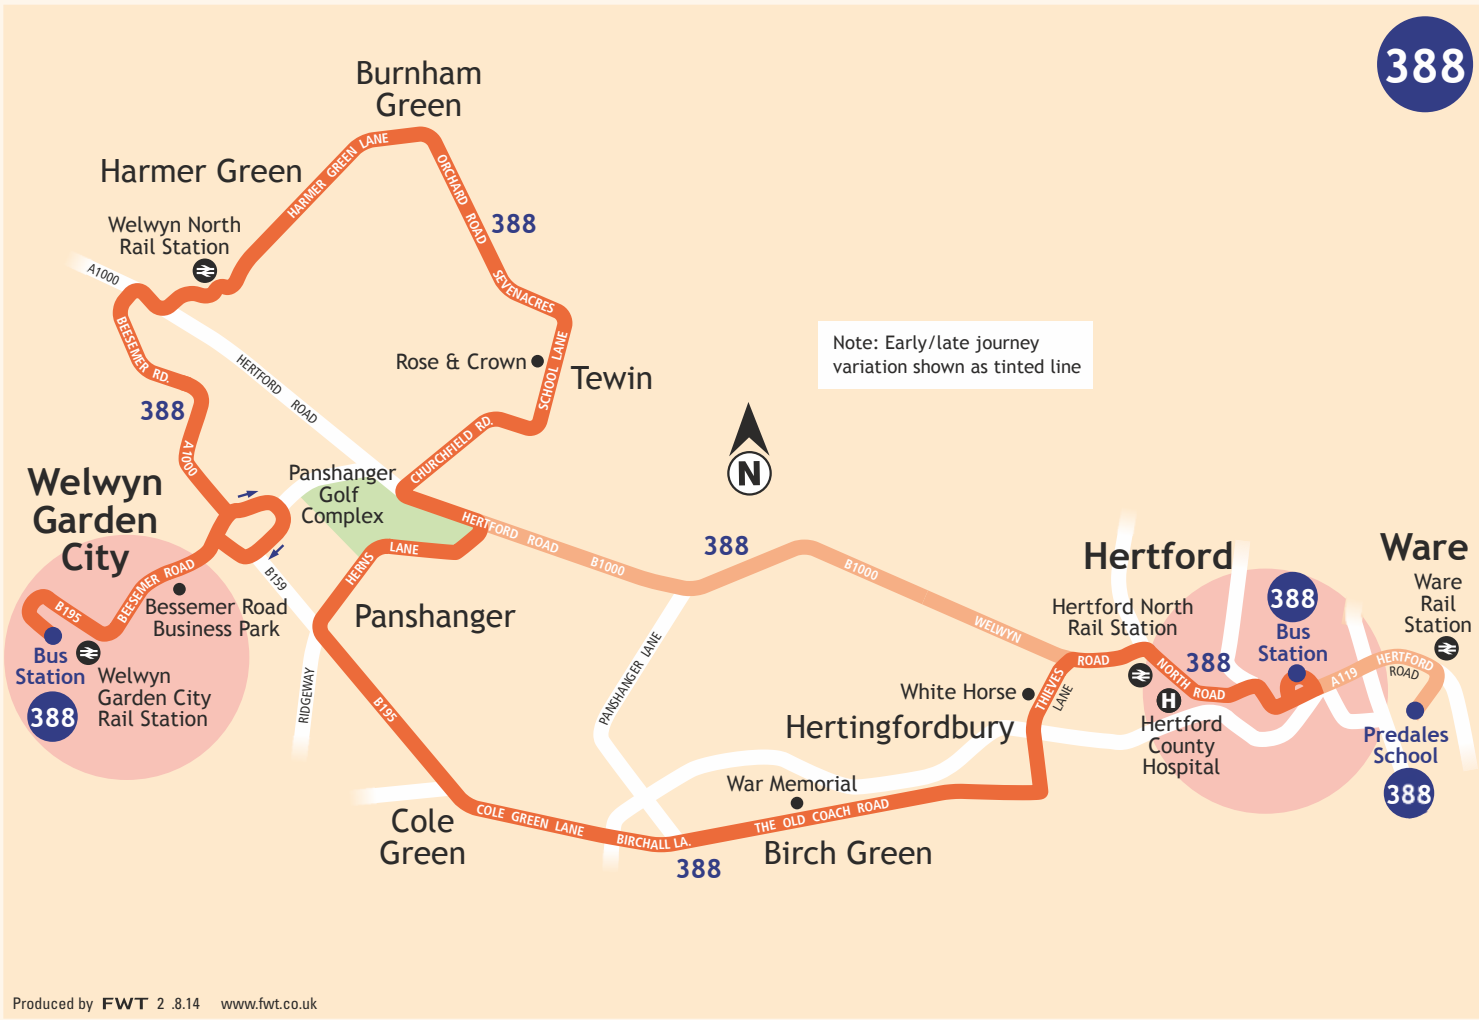 388
Burnham
Green
Harmer Green
HARMER GREEN LANE
ORCHARD ROAD
388
Welwyn North
Rail Station
A1000
SEVENACRES
BEESEMER RD.
HERTFORD ROAD
Rose & Crown
SCHOOL LANE
Tewin
Note: Early/late journey
variation shown as tinted line
388
A1000
CHURCHFIELD RD.
N
Welwyn
Garden
City
Panshanger
Golf
Complex
HERTFORD ROAD
B1000
388
B1000
WELWYN
ROAD
HERNS
LANE
B159
BEESEMER ROAD
Bessemer Road
Business Park
B195
Bus
Station
388
Welwyn
Garden City
Rail Station
Panshanger
RIDGEWAY
B195
PANSHANGER LANE
Hertford
Hertford North
Rail Station
NORTH
ROAD
388
388
Bus
Station
Ware
Ware
Rail
Station
HERTFORD
ROAD
A119
Predales
School
388
H
Hertford
County
Hospital
White Horse
THIEVES
LANE
Hertingfordbury
War Memorial
THE OLD COACH ROAD
Birch Green
Cole
Green
COLE GREEN LANE
BIRCHALL LA.
388
Produced by FWT 2 .8.14 www.fwt.co.uk